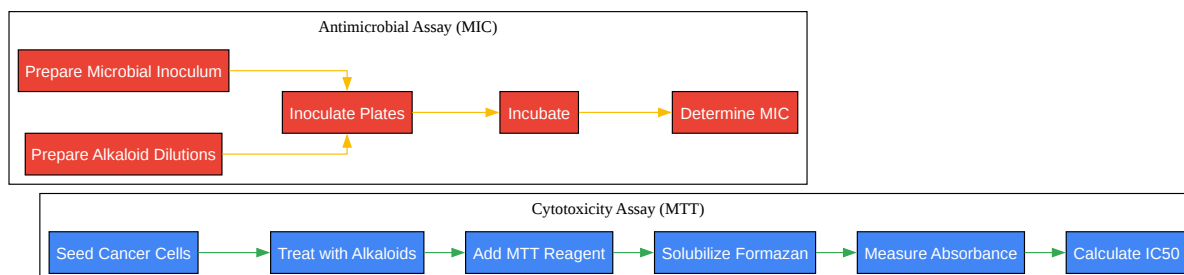 Antimicrobial Assay (MIC)
Prepare Microbial Inoculum
Prepare Alkaloid Dilutions
Inoculate Plates
Incubate
Determine MIC
Cytotoxicity Assay (MTT)
Seed Cancer Cells
Treat with Alkaloids
Add MTT Reagent
Solubilize Formazan
Measure Absorbance
Calculate IC50